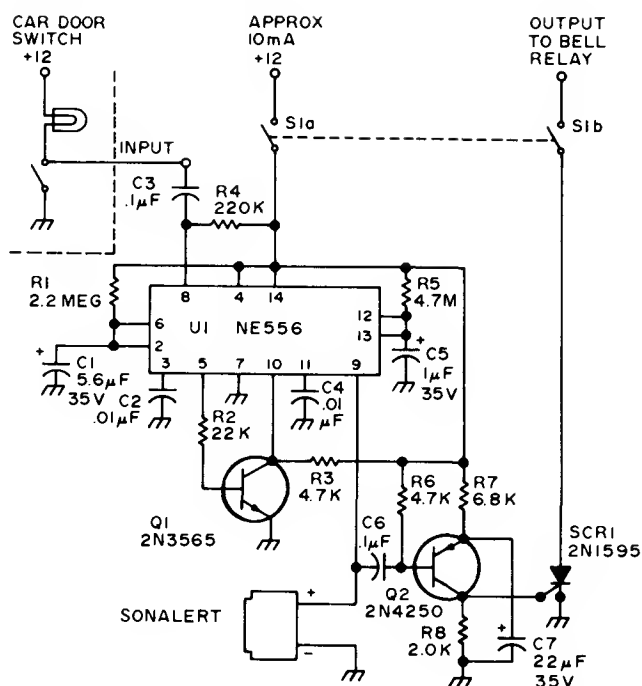 CAR DOOR
SWITCH
+12
APPROX
10mA
+12
OUTPUT
TO BELL
RELAY
S1a
S1b
INPUT
C3
.1µF
R4
220K
R1
2.2 MEG
8
4
14
R5
4.7M
6
2
U1 NE556
12
13
3
5
7
10
11
9
+
C1
5.6µF
35V
C2
.01µF
R2
22K
C4
.01
µF
+
C5
1µF
35V
R3
4.7K
R6
4.7K
R7
6.8K
Q1
2N3565
C6
.1µF
Q2
2N4250
SCR1
2N1595
SONALERT
+
-
R8
2.0K
+
C7
22µF
35V